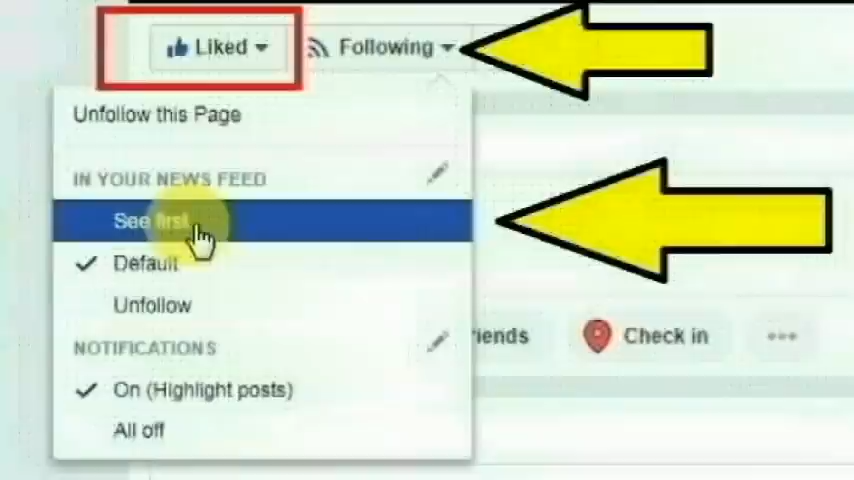 Liked Following
Unfollow this Page
IN YOUR NEWS FEED
See first
Default
Unfollow
NOTIFICATIONS
riends Check in
On (Highlight posts)
All off